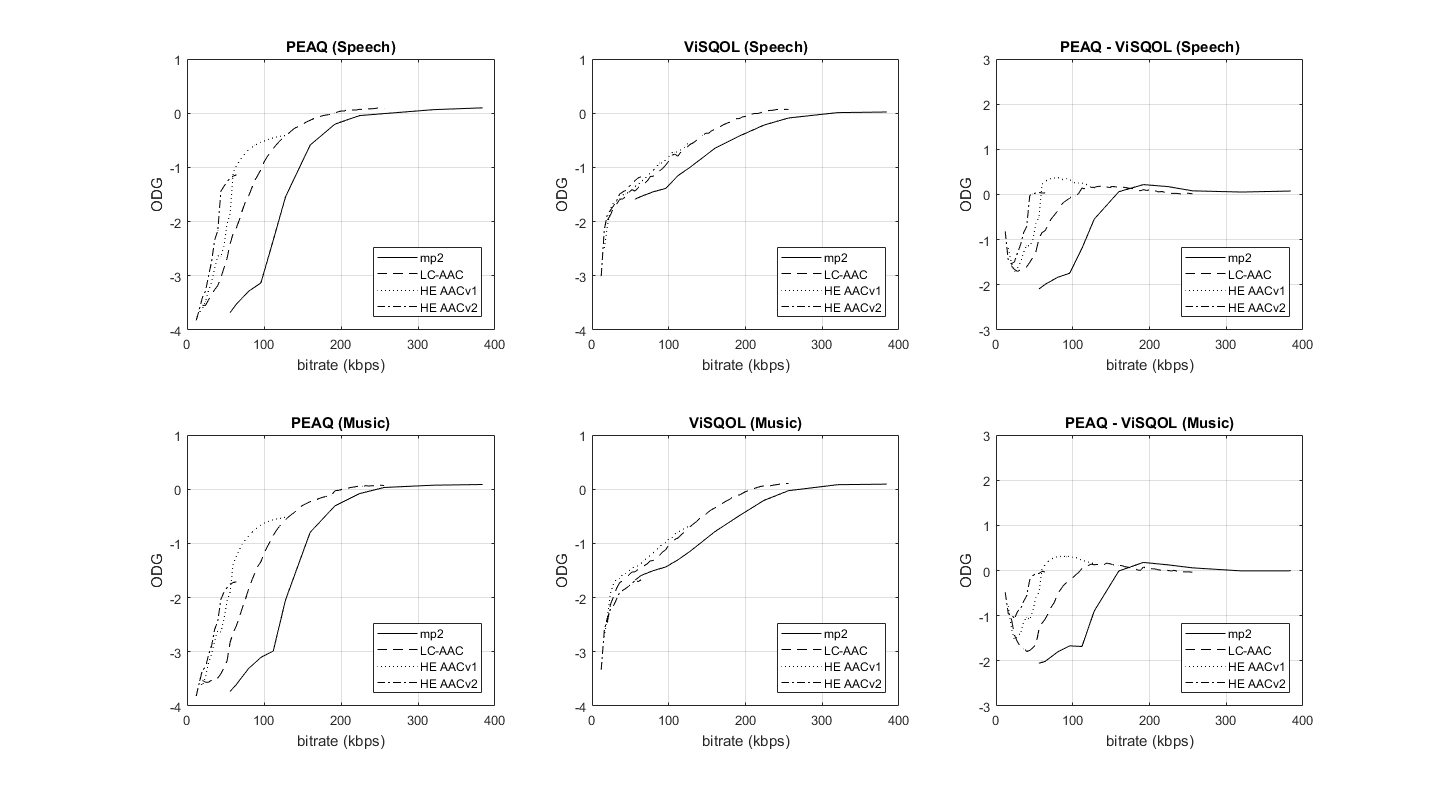 PEAQ (Speech)
1
0
-1
-2
-3
-4
ODG
0
100
200
300
400
bitrate (kbps)
mp2
LC-AAC
HE AACv1
HE AACv2
ViSQOL (Speech)
1
0
-1
-2
-3
-4
ODG
0
100
200
300
400
bitrate (kbps)
mp2
LC-AAC
HE AACv1
HE AACv2
PEAQ - ViSQOL (Speech)
3
2
1
0
-1
-2
-3
ODG
0
100
200
300
400
bitrate (kbps)
mp2
LC-AAC
HE AACv1
HE AACv2
PEAQ (Music)
1
0
-1
-2
-3
-4
ODG
0
100
200
300
400
bitrate (kbps)
mp2
LC-AAC
HE AACv1
HE AACv2
ViSQOL (Music)
1
0
-1
-2
-3
-4
ODG
0
100
200
300
400
bitrate (kbps)
mp2
LC-AAC
HE AACv1
HE AACv2
PEAQ - ViSQOL (Music)
3
2
1
0
-1
-2
-3
ODG
0
100
200
300
400
bitrate (kbps)
mp2
LC-AAC
HE AACv1
HE AACv2